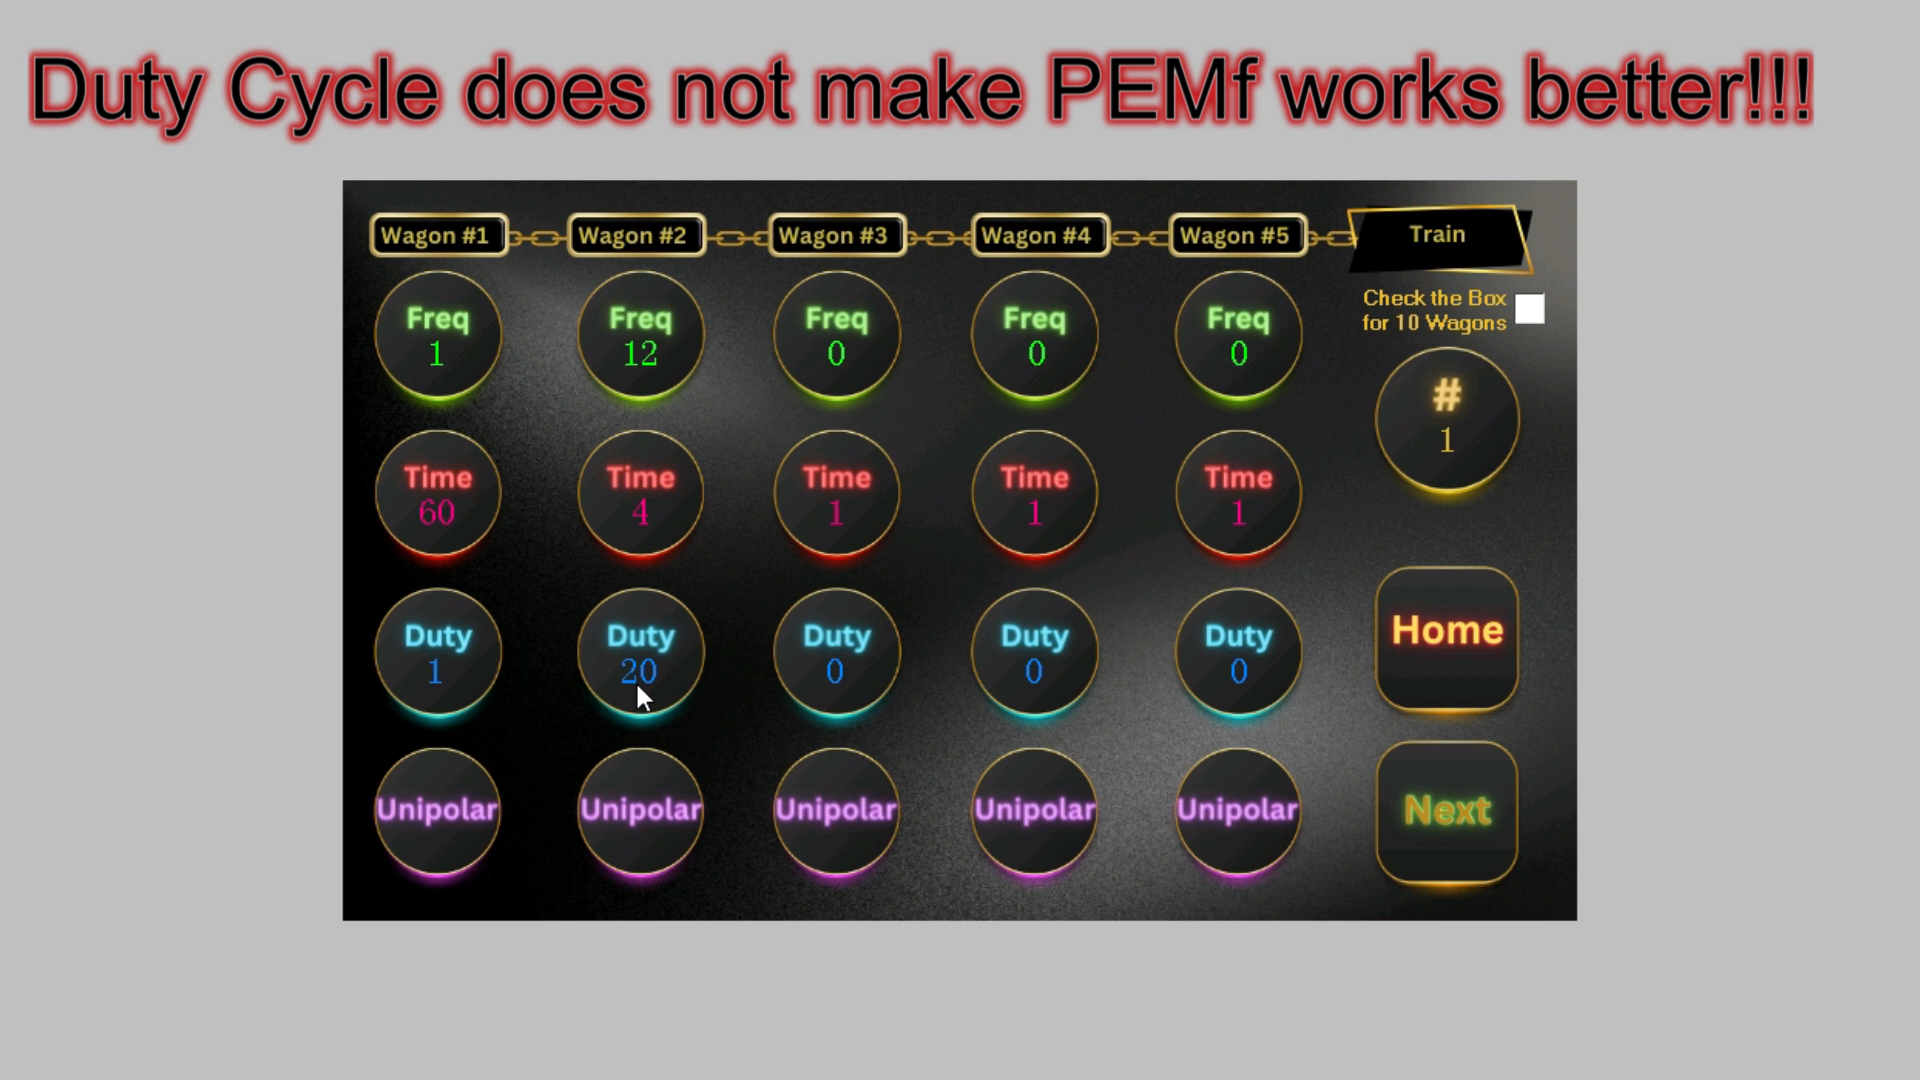 Duty Cycle does not make PEMf works better!!!
Wagon #1 Wagon #2 Wagon #3 Wagon #4 Wagon #5 Train
Check the Box
for 10 Wagons
Freq Freq Freq Freq Freq
1 12 0 0 0
#
1
Time Time Time Time Time
60 4 1 1 1
Duty Duty Duty Duty Duty
1 20 0 0 0
Home
Unipolar Unipolar Unipolar Unipolar Unipolar
Next